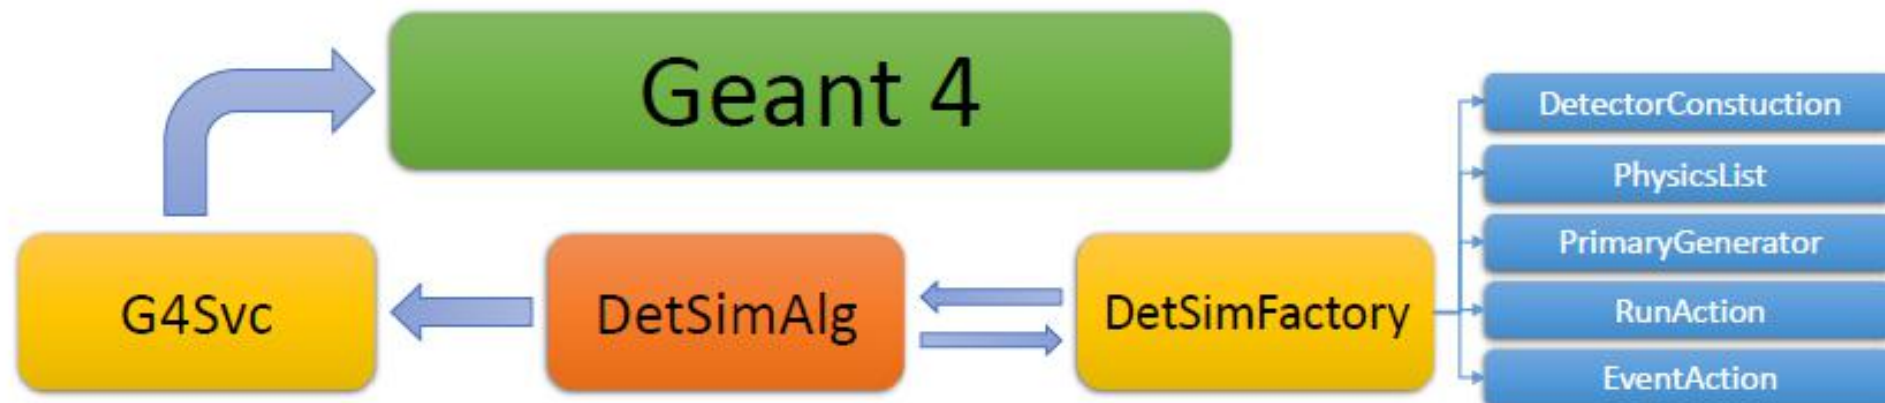 Geant 4
DetectorConstuction
PhysicsList
PrimaryGenerator
G4Svc
DetSimAlg
DetSimFactory
RunAction
EventAction